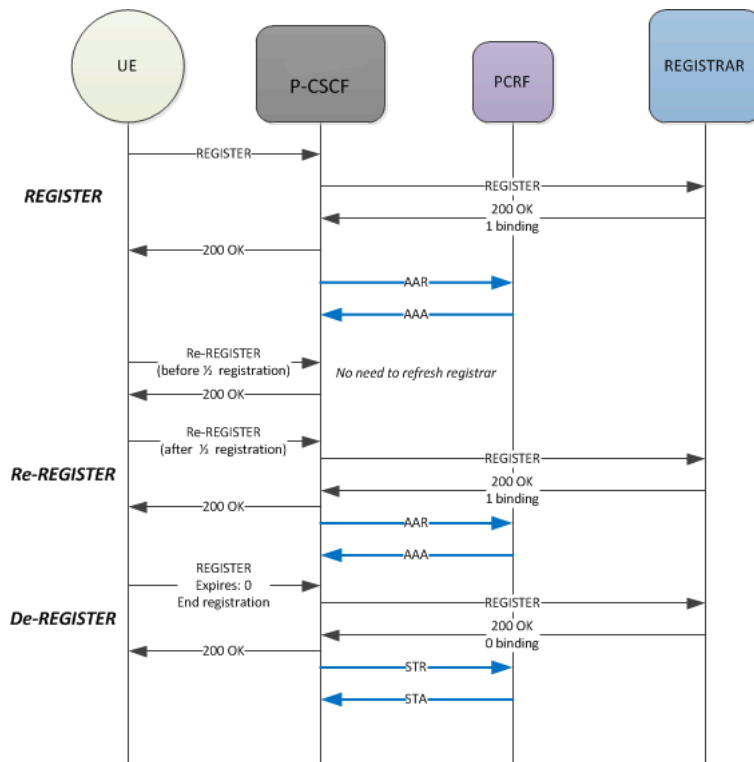 UE
P-CSCF
PCRF
REGISTRAR
REGISTER
REGISTER
REGISTER
200 OK
1 binding
200 OK
AAR
AAA
Re-REGISTER
(before ½ registration)
No need to refresh registrar
200 OK
Re-REGISTER
(after ½ registration)
REGISTER
Re-REGISTER
200 OK
1 binding
200 OK
AAR
AAA
REGISTER
Expires: 0
End registration
REGISTER
De-REGISTER
200 OK
0 binding
200 OK
STR
STA